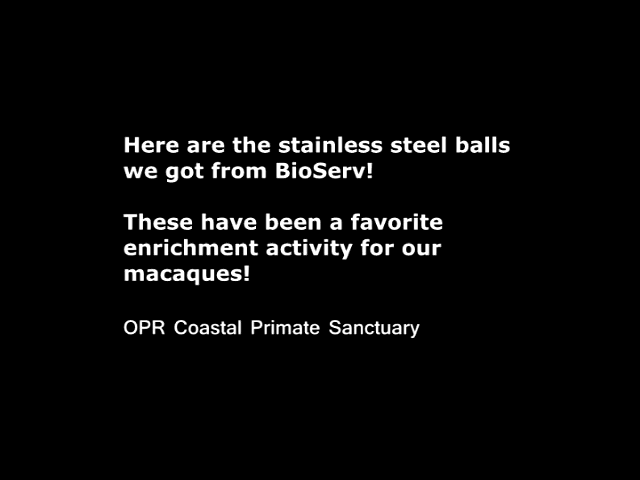 Here are the stainless steel balls
we got from BioServ!
These have been a favorite
enrichment activity for our
macaques!
OPR Coastal Primate Sanctuary